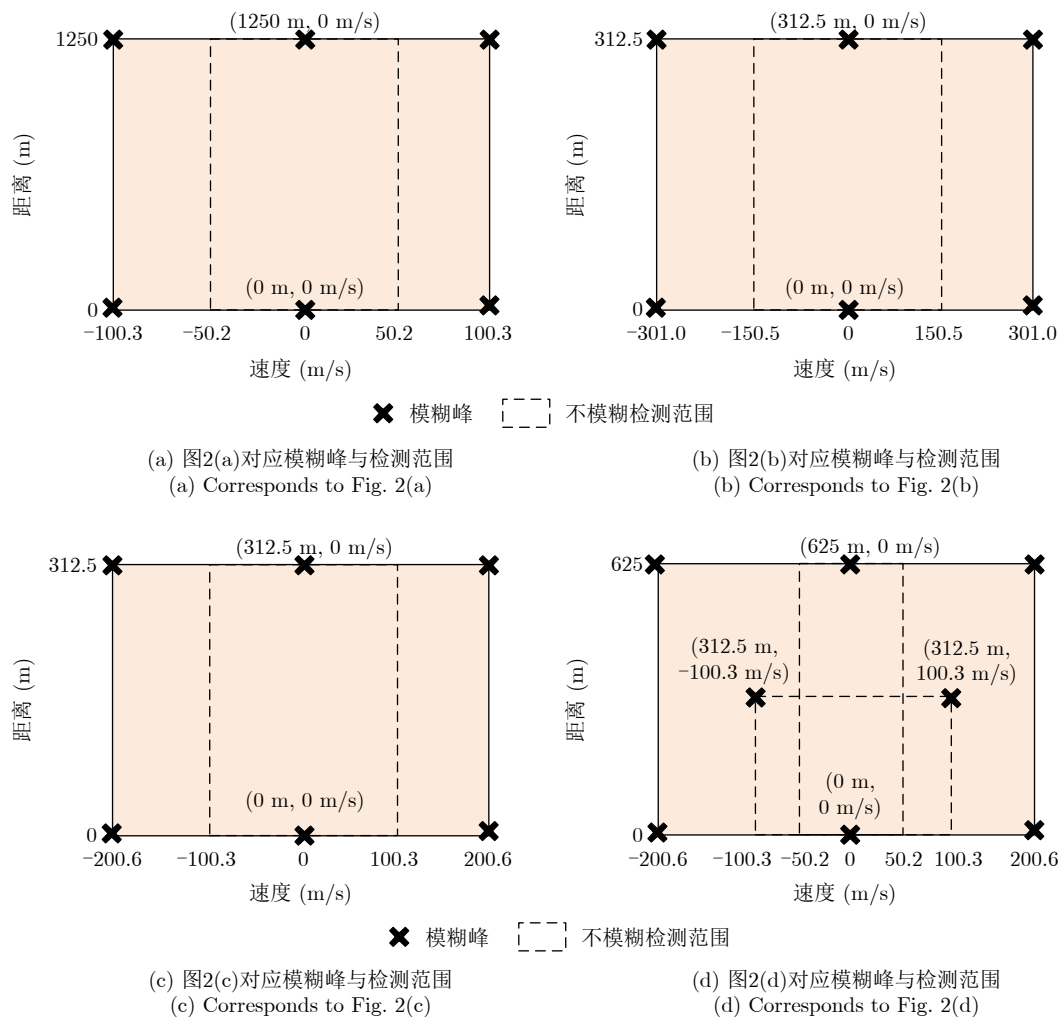 (1250 m, 0 m/s)
1250
距离 (m)
(0 m, 0 m/s)
0
−100.3 −50.2 0 50.2 100.3
速度 (m/s)
(312.5 m, 0 m/s)
312.5
距离 (m)
(0 m, 0 m/s)
0
−301.0 −150.5 0 150.5 301.0
速度 (m/s)
模糊峰 不模糊检测范围
(a) 图2(a)对应模糊峰与检测范围
(a) Corresponds to Fig. 2(a)
(b) 图2(b)对应模糊峰与检测范围
(b) Corresponds to Fig. 2(b)
(312.5 m, 0 m/s)
312.5
距离 (m)
(0 m, 0 m/s)
0
−200.6 −100.3 0 100.3 200.6
速度 (m/s)
(625 m, 0 m/s)
625
(312.5 m,
−100.3 m/s)
(312.5 m,
100.3 m/s)
距离 (m)
(0 m,
0 m/s)
0
−200.6 −100.3 −50.2 0 50.2 100.3 200.6
速度 (m/s)
模糊峰 不模糊检测范围
(c) 图2(c)对应模糊峰与检测范围
(c) Corresponds to Fig. 2(c)
(d) 图2(d)对应模糊峰与检测范围
(d) Corresponds to Fig. 2(d)